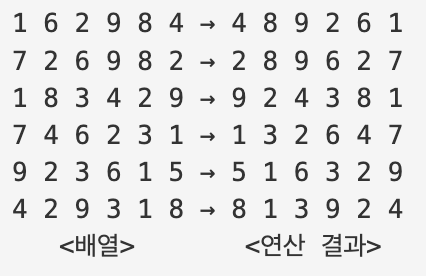 1 6 2 9 8 4 → 4 8 9 2 6 1
7 2 6 9 8 2 → 2 8 9 6 2 7
1 8 3 4 2 9 → 9 2 4 3 8 1
7 4 6 2 3 1 → 1 3 2 6 4 7
9 2 3 6 1 5 → 5 1 6 3 2 9
4 2 9 3 1 8 → 8 1 3 9 2 4
<배열> <연산 결과>